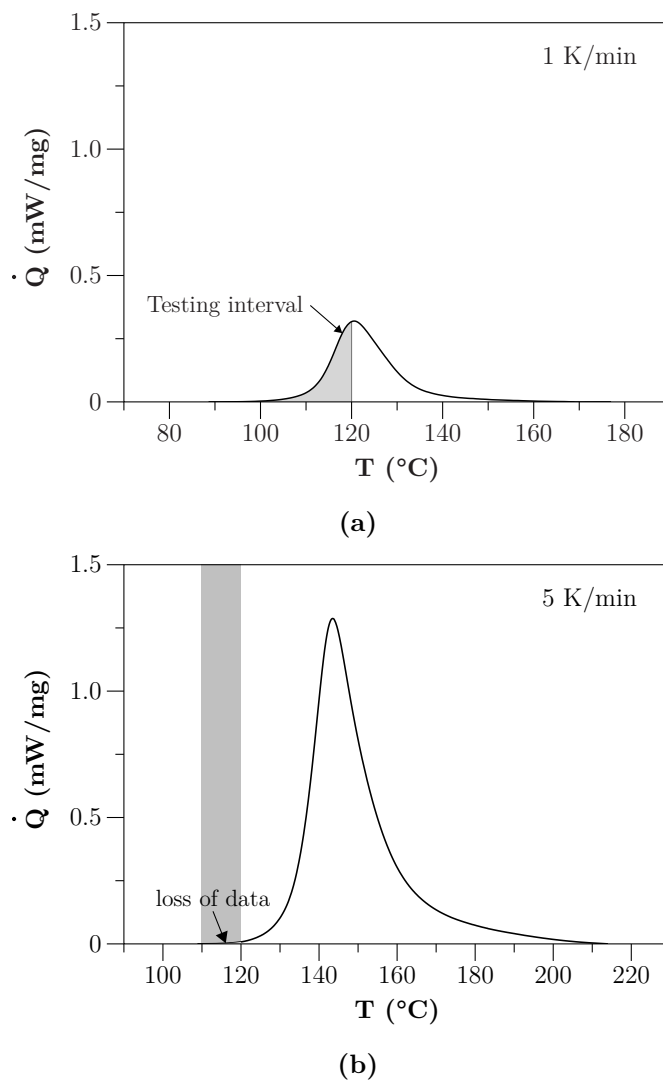 1.5
1 K/min
1.0
Q̇ (mW/mg)
0.5
Testing interval
0
80 100 120 140 160 180
T (°C)
(a)
1.5
5 K/min
1.0
Q̇ (mW/mg)
0.5
loss of data
0
100 120 140 160 180 200 220
T (°C)
(b)